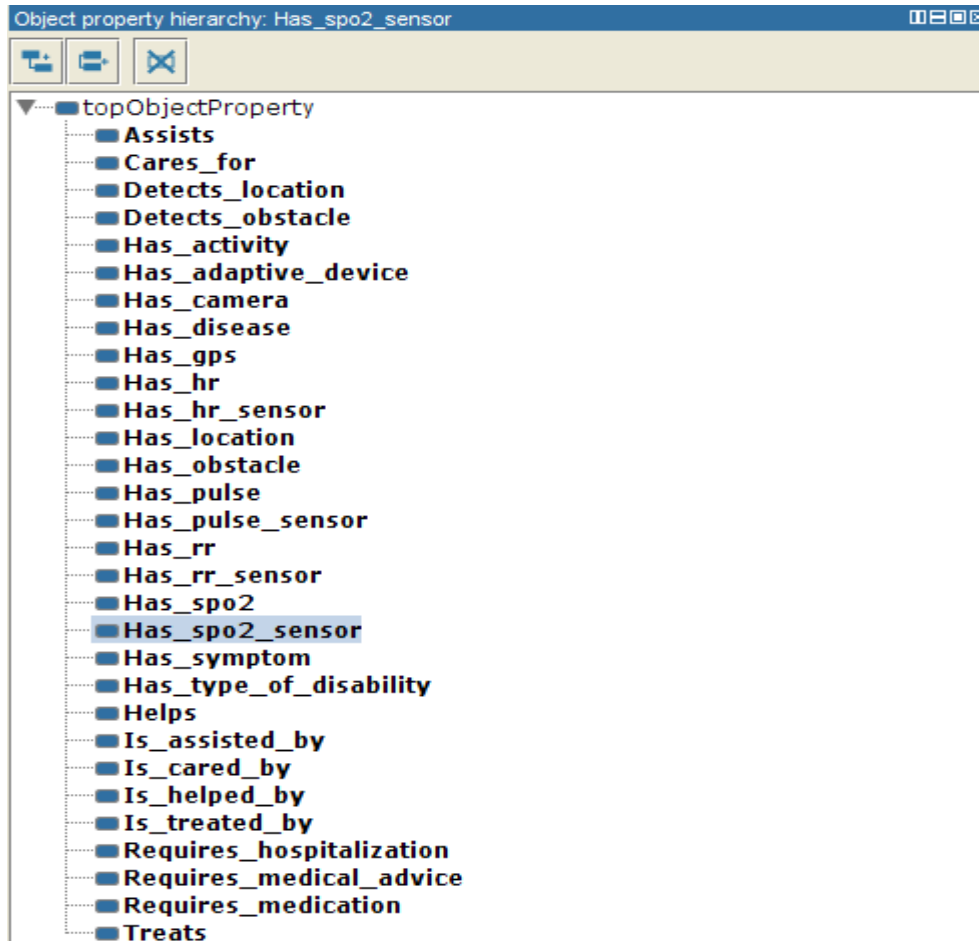 Object property hierarchy: Has_spo2_sensor
topObjectProperty
Assists
Cares_for
Detects_location
Detects_obstacle
Has_activity
Has_adaptive_device
Has_camera
Has_disease
Has_gps
Has_hr
Has_hr_sensor
Has_location
Has_obstacle
Has_pulse
Has_pulse_sensor
Has_rr
Has_rr_sensor
Has_spo2
Has_spo2_sensor
Has_symptom
Has_type_of_disability
Helps
Is_assisted_by
Is_cared_by
Is_helped_by
Is_treated_by
Requires_hospitalization
Requires_medical_advice
Requires_medication
Treats